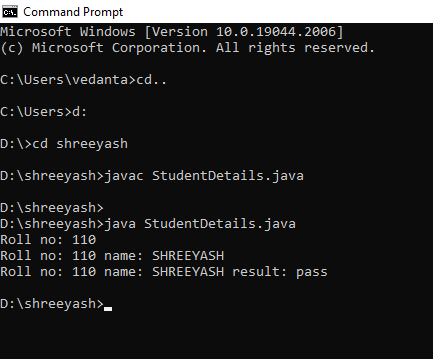 Command Prompt
Microsoft Windows [Version 10.0.19044.2006]
(c) Microsoft Corporation. All rights reserved.
C:\Users\vedanta>cd..
C:\Users>d:
D:\>cd shreeyash
D:\shreeyash>javac StudentDetails.java
D:\shreeyash>
D:\shreeyash>java StudentDetails.java
Roll no: 110
Roll no: 110 name: SHREEYASH
Roll no: 110 name: SHREEYASH result: pass
D:\shreeyash>